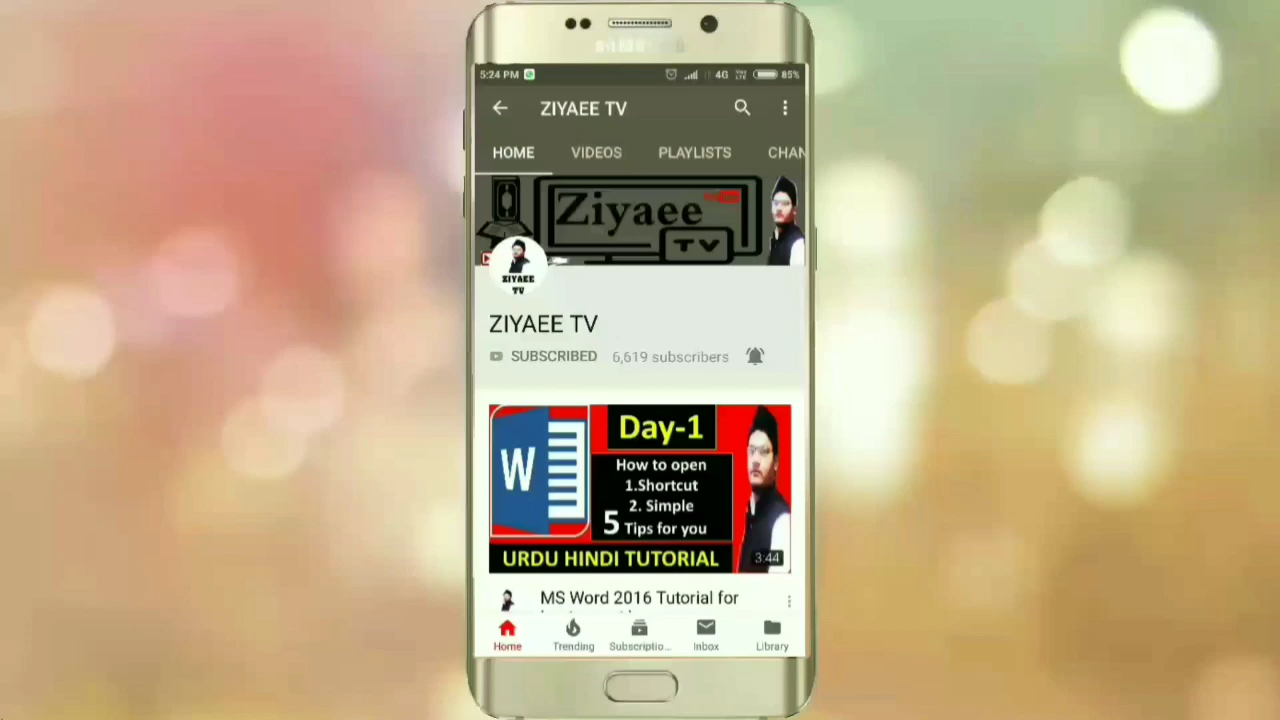 SAMSUNG
5:24 PM 4G VoLTE 85%
ZIYAEE TV
HOME VIDEOS PLAYLISTS CHAN
Ziyaee
TV
ZIYAEE
TV
ZIYAEE TV
SUBSCRIBED 6,619 subscribers
W
Day-1
How to open
1.Shortcut
2. Simple
5 Tips for you
URDU HINDI TUTORIAL
3:44
MS Word 2016 Tutorial for
Home Trending Subscriptio... Inbox Library